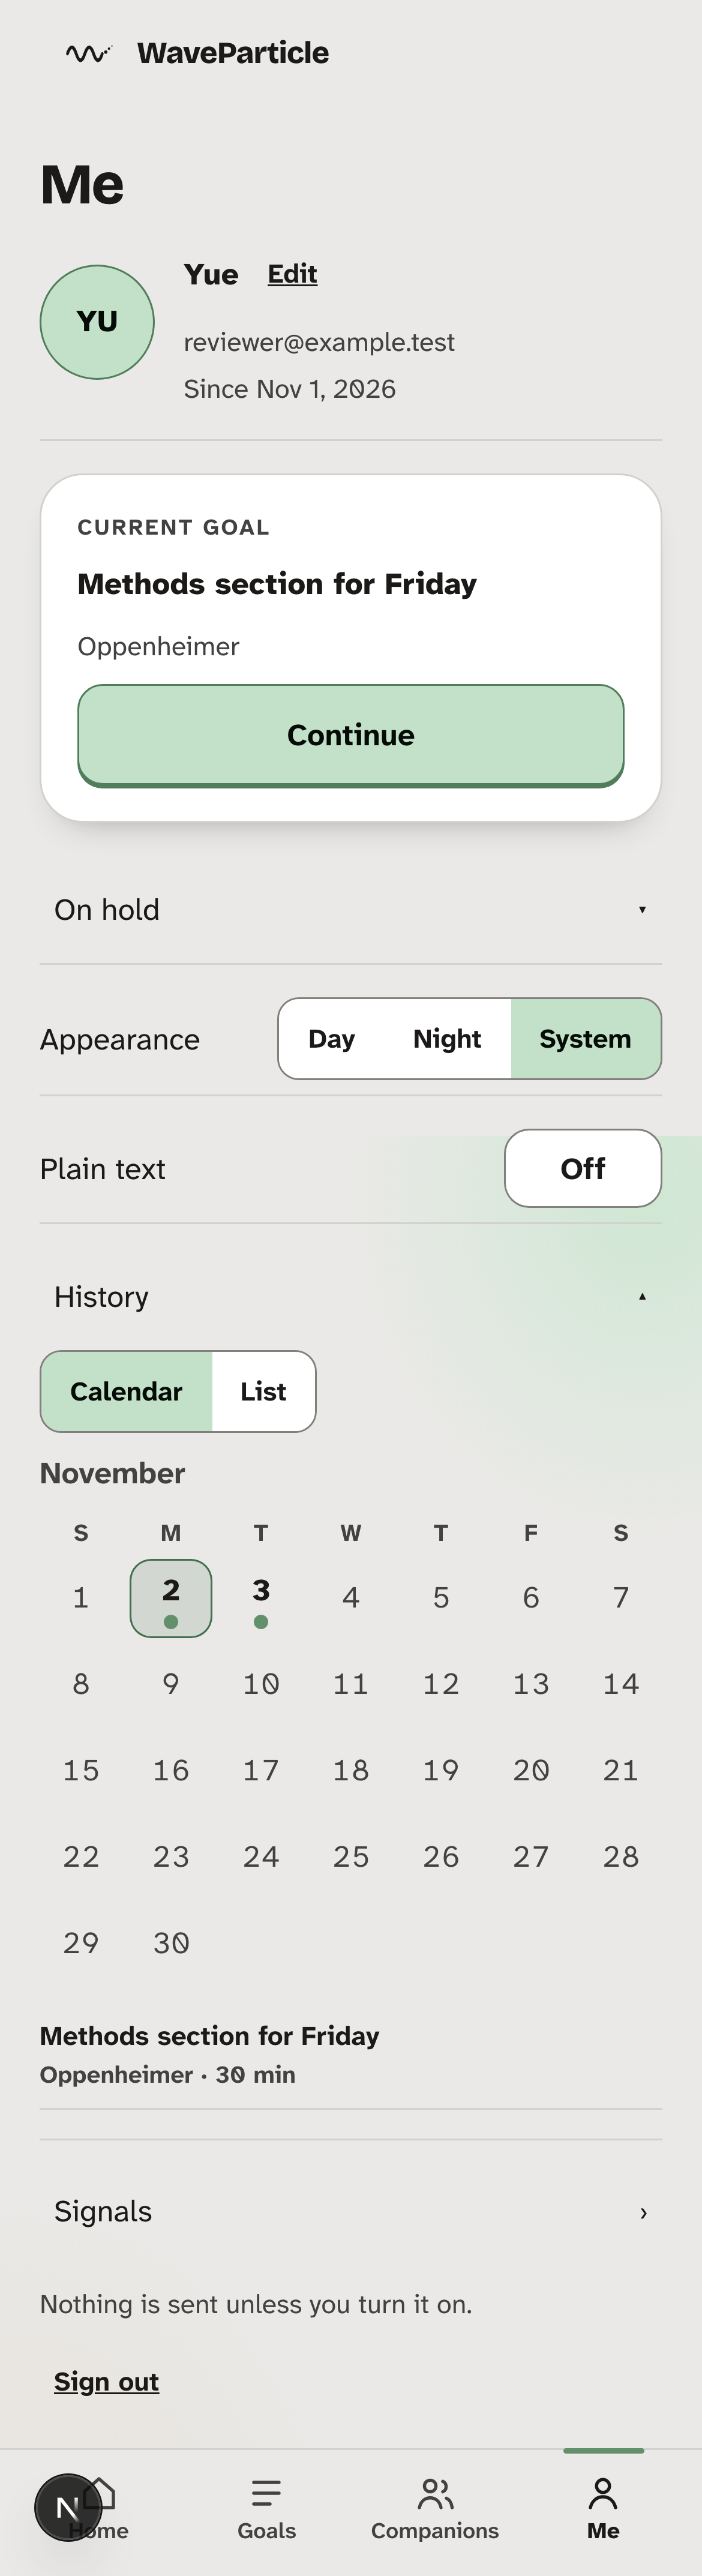 WaveParticle
Me
YU
Yue Edit
reviewer@example.test
Since Nov 1, 2026
CURRENT GOAL
Methods section for Friday
Oppenheimer
Continue
On hold
Appearance Day Night System
Plain text Off
History
Calendar List
November
S M T W T F S
1 2 3 4 5 6 7
8 9 10 11 12 13 14
15 16 17 18 19 20 21
22 23 24 25 26 27 28
29 30
Methods section for Friday
Oppenheimer · 30 min
Signals
Nothing is sent unless you turn it on.
Sign out
N
Home Goals Companions Me